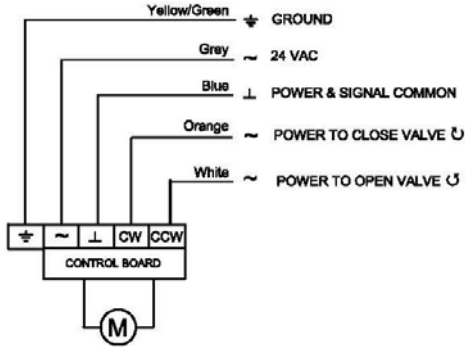 Yellow/Green ⏚ GROUND
Grey ~ 24 VAC
Blue ⊥ POWER & SIGNAL COMMON
Orange ~ POWER TO CLOSE VALVE ↻
White ~ POWER TO OPEN VALVE ↺
⏚ ~ ⊥ CW CCW
CONTROL BOARD
M